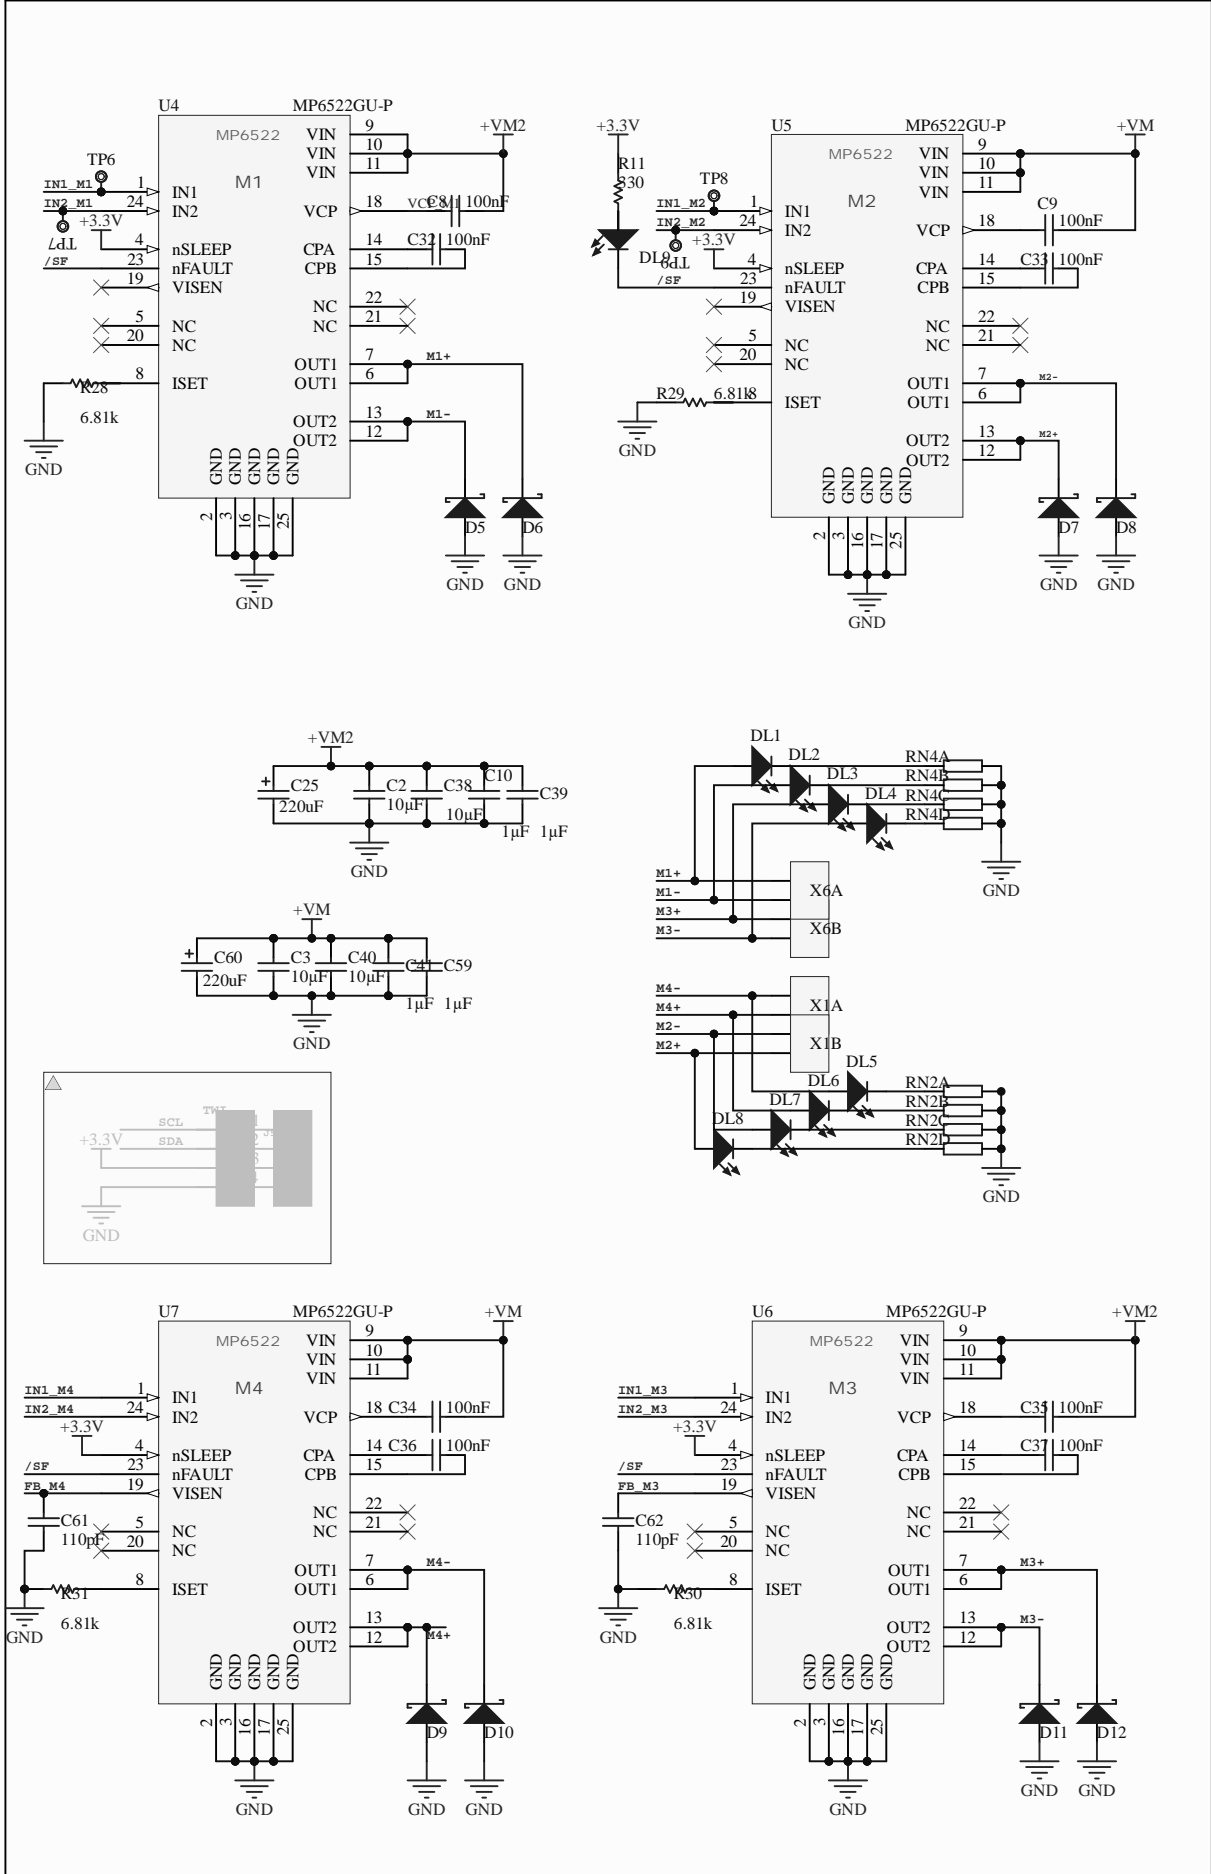 U4 MP6522GU-P
MP6522
M1
TP6
IN1_M1 1 IN1
IN2_M1 24 IN2
TP7
+3.3V
4 nSLEEP
/SF 23 nFAULT
19 VISEN
5 NC
20 NC
8 ISET
R28
6.81k
GND
VIN 9
VIN 10
VIN 11
+VM2
VCP 18 VCP_M1 C8 100nF
CPA 14 C32 100nF
CPB 15
NC 22
NC 21
OUT1 7 M1+
OUT1 6
OUT2 13 M1-
OUT2 12
GND GND GND GND GND
2 3 16 17 25
GND
D5 D6
GND GND
+3.3V
R11
330
DL9
U5 MP6522GU-P
MP6522
M2
TP8
IN1_M2 1 IN1
IN2_M2 24 IN2
TP9
+3.3V
4 nSLEEP
/SF 23 nFAULT
19 VISEN
5 NC
20 NC
R29 6.81k 8 ISET
GND
VIN 9
VIN 10
VIN 11
+VM
VCP 18 C9 100nF
CPA 14 C33 100nF
CPB 15
NC 22
NC 21
OUT1 7 M2-
OUT1 6
OUT2 13 M2+
OUT2 12
GND GND GND GND GND
2 3 16 17 25
GND
D7 D8
GND GND
+VM2
+ C25 C2 C38 C10 C39
220uF 10µF 10µF 1µF 1µF
GND
+VM
+ C60 C3 C40 C41 C59
220uF 10µF 10µF 1µF 1µF
GND
DL1
DL2
DL3
DL4
RN4A
RN4B
RN4C
RN4D
GND
M1+
M1-
M3+
M3-
X6A
X6B
M4-
M4+
M2-
M2+
X1A
X1B
DL5
DL6
DL7
DL8
RN2A
RN2B
RN2C
RN2D
GND
TWI
SCL
SDA
+3.3V
GND
U7 MP6522GU-P
MP6522
M4
IN1_M4 1 IN1
IN2_M4 24 IN2
+3.3V
4 nSLEEP
/SF 23 nFAULT
FB_M4 19 VISEN
C61
110pF
5 NC
20 NC
R31 8 ISET
6.81k
GND
VIN 9
VIN 10
VIN 11
+VM
VCP 18 C34 100nF
CPA 14 C36 100nF
CPB 15
NC 22
NC 21
OUT1 7 M4-
OUT1 6
OUT2 13 M4+
OUT2 12
GND GND GND GND GND
2 3 16 17 25
GND
D9 D10
GND GND
U6 MP6522GU-P
MP6522
M3
IN1_M3 1 IN1
IN2_M3 24 IN2
+3.3V
4 nSLEEP
/SF 23 nFAULT
FB_M3 19 VISEN
C62
110pF
5 NC
20 NC
R30 8 ISET
6.81k
GND
VIN 9
VIN 10
VIN 11
+VM2
VCP 18 C35 100nF
CPA 14 C37 100nF
CPB 15
NC 22
NC 21
OUT1 7 M3+
OUT1 6
OUT2 13 M3-
OUT2 12
GND GND GND GND GND
2 3 16 17 25
GND
D11 D12
GND GND